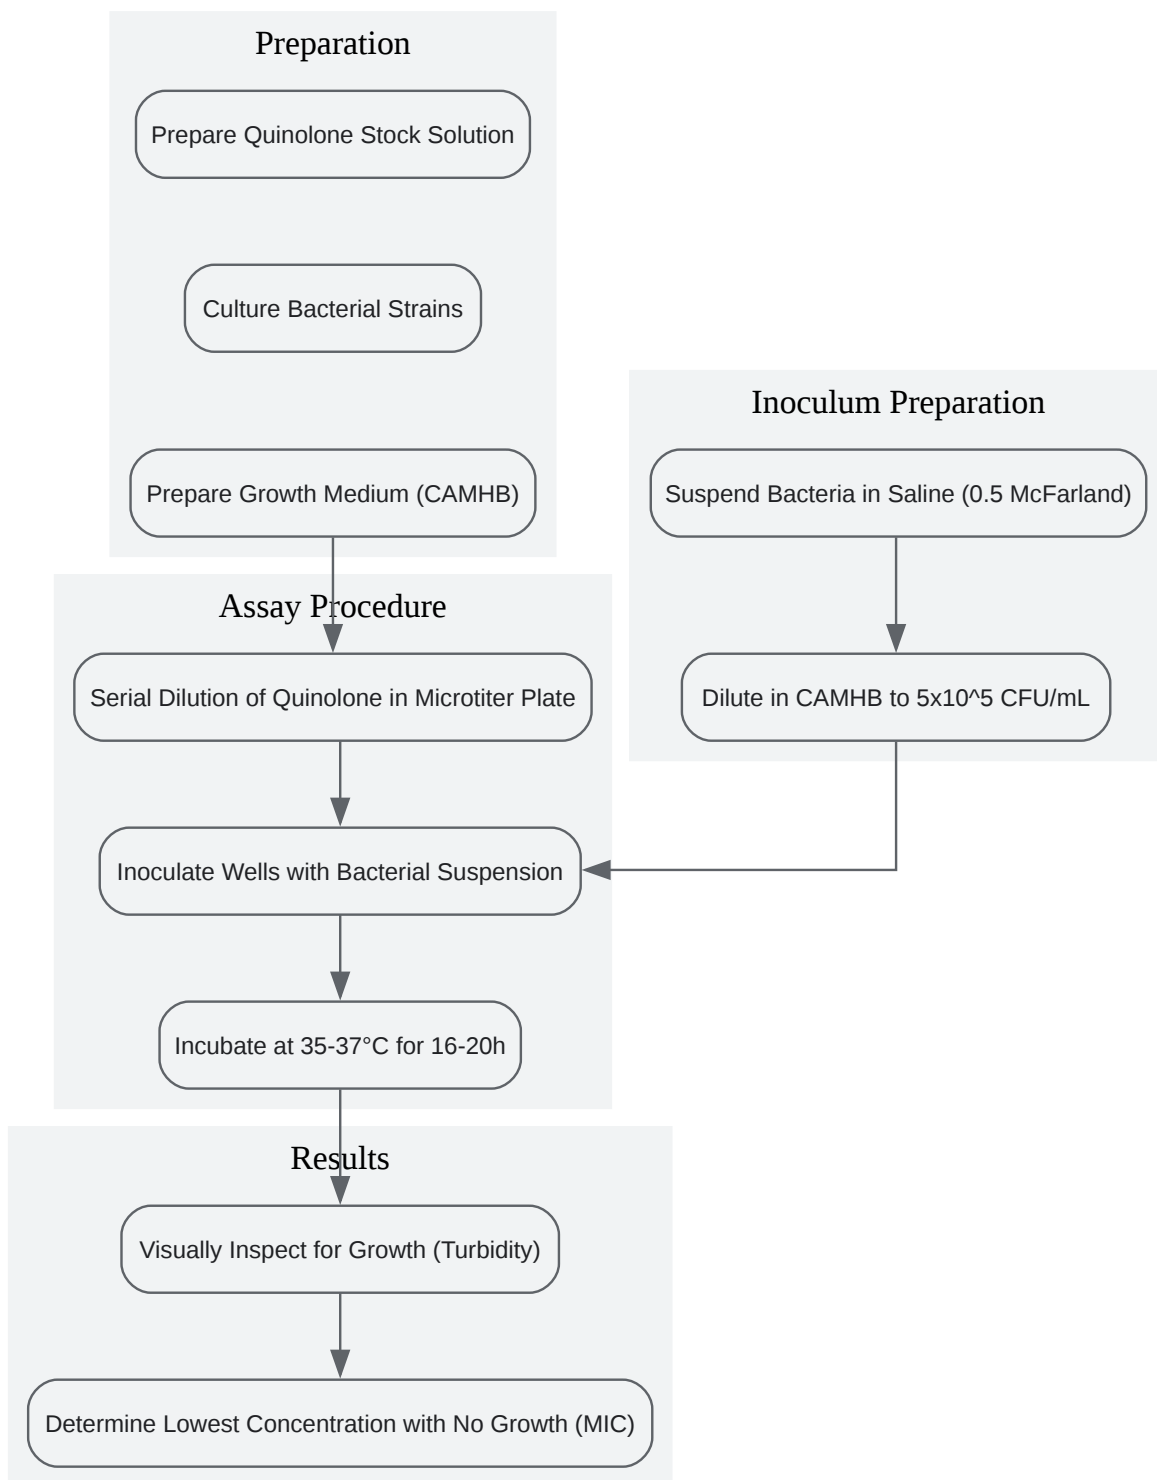 Preparation
Prepare Quinolone Stock Solution
Culture Bacterial Strains
Prepare Growth Medium (CAMHB)
Inoculum Preparation
Suspend Bacteria in Saline (0.5 McFarland)
Dilute in CAMHB to 5x10^5 CFU/mL
Assay Procedure
Serial Dilution of Quinolone in Microtiter Plate
Inoculate Wells with Bacterial Suspension
Incubate at 35-37°C for 16-20h
Results
Visually Inspect for Growth (Turbidity)
Determine Lowest Concentration with No Growth (MIC)